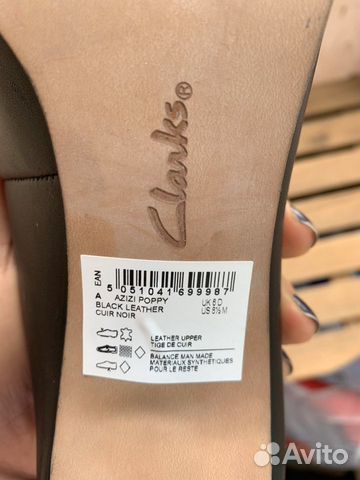 Clarks®
EAN
5 051041 699987
A AZIZI POPPY
BLACK LEATHER
CUIR NOIR
UK 6 D
US 8½ M
LEATHER UPPER
TIGE DE CUIR
BALANCE MAN MADE
MATERIAUX SYNTHÉTIQUES
POUR LE RESTE
Avito